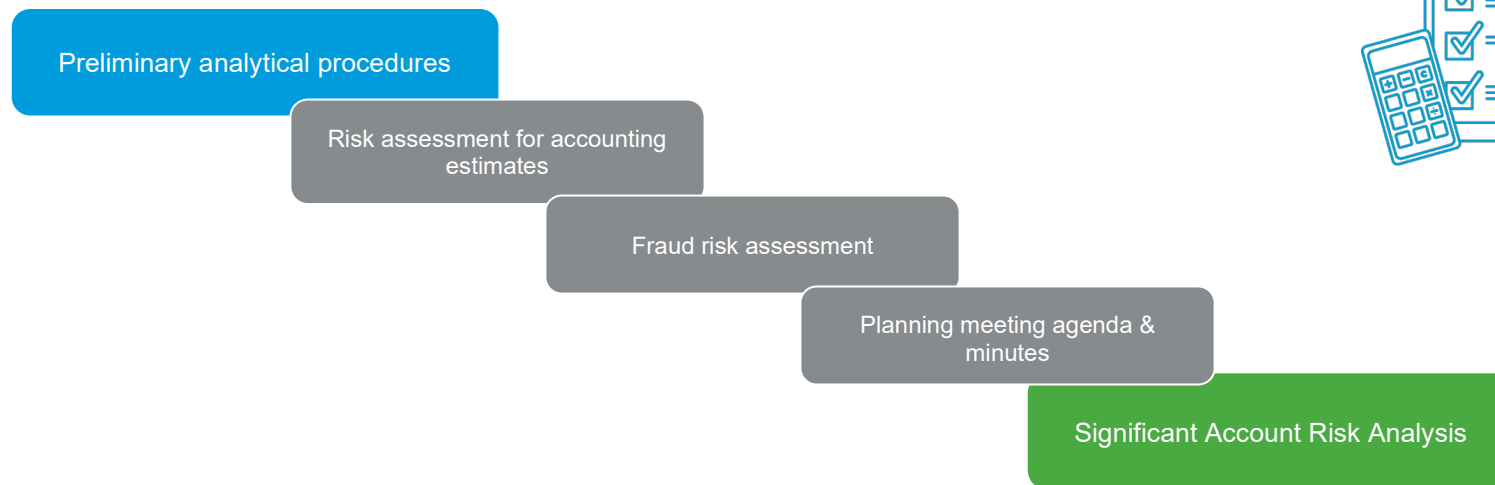 Preliminary analytical procedures
Risk assessment for accounting
estimates
Fraud risk assessment
Planning meeting agenda &
minutes
Significant Account Risk Analysis